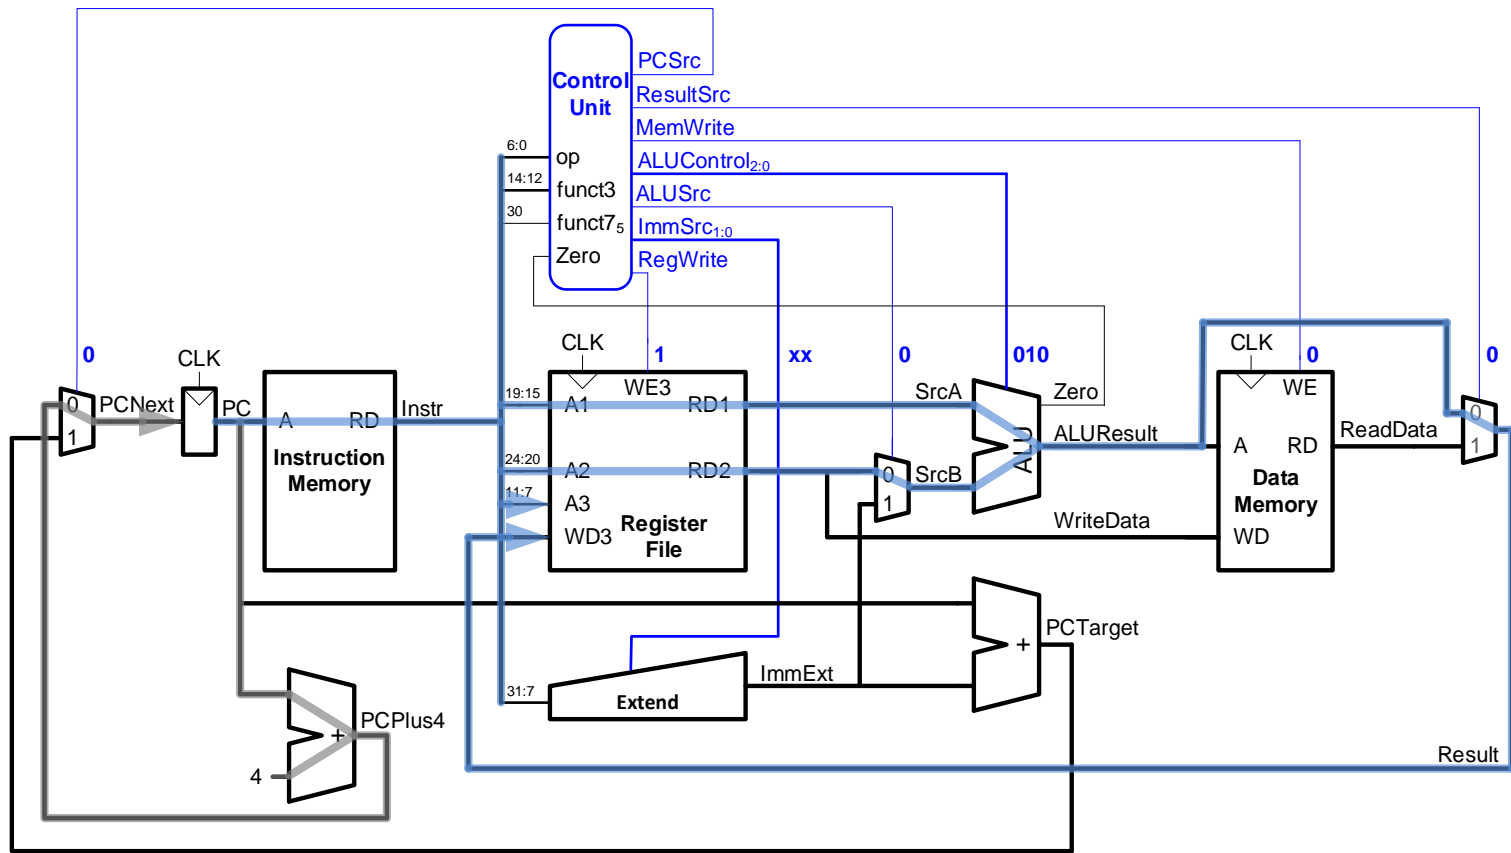 PCSrc
Control
Unit
ResultSrc
MemWrite
6:0
op
ALUControl2:0
14:12
funct3
ALUSrc
30
funct75
ImmSrc1:0
Zero
RegWrite
0
CLK
CLK
1
xx
0
010
CLK
0
0
0
PCNext
PC
1
A
RD
Instr
Instruction
Memory
19:15
A1
WE3
RD1
SrcA
Zero
24:20
A2
RD2
0
SrcB
1
ALU
ALUResult
11:7
A3
WD3
Register
File
WriteData
WE
A
RD
ReadData
Data
Memory
WD
0
1
+
PCTarget
31:7
Extend
ImmExt
+
PCPlus4
4
Result